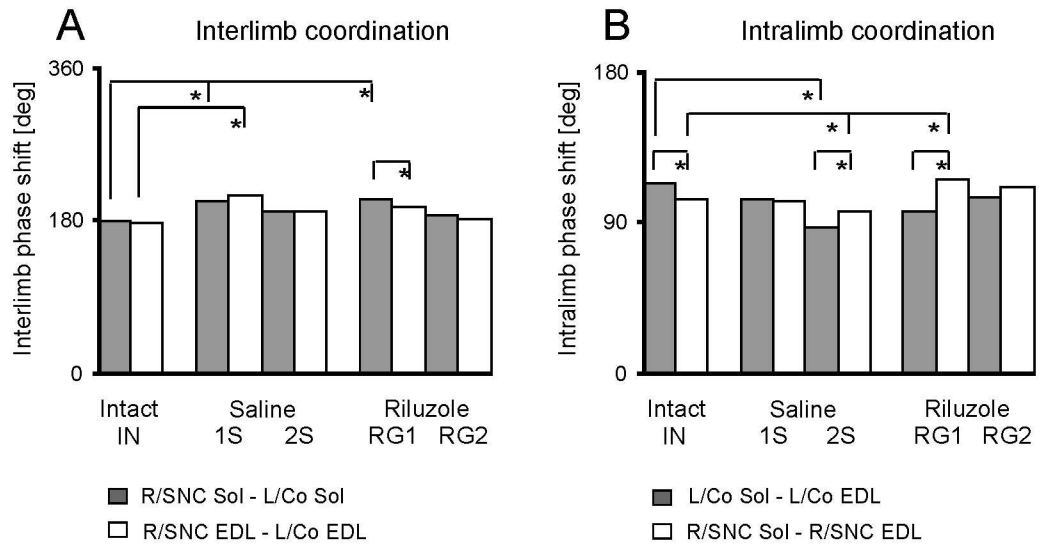 A
Interlimb coordination
Interlimb phase shift [deg]
360
180
0
*
*
*
*
Intact
IN
Saline
1S 2S
Riluzole
RG1 RG2
R/SNC Sol - L/Co Sol
R/SNC EDL - L/Co EDL
B
Intralimb coordination
Intralimb phase shift [deg]
180
90
0
*
*
*
*
*
*
Intact
IN
Saline
1S 2S
Riluzole
RG1 RG2
L/Co Sol - L/Co EDL
R/SNC Sol - R/SNC EDL